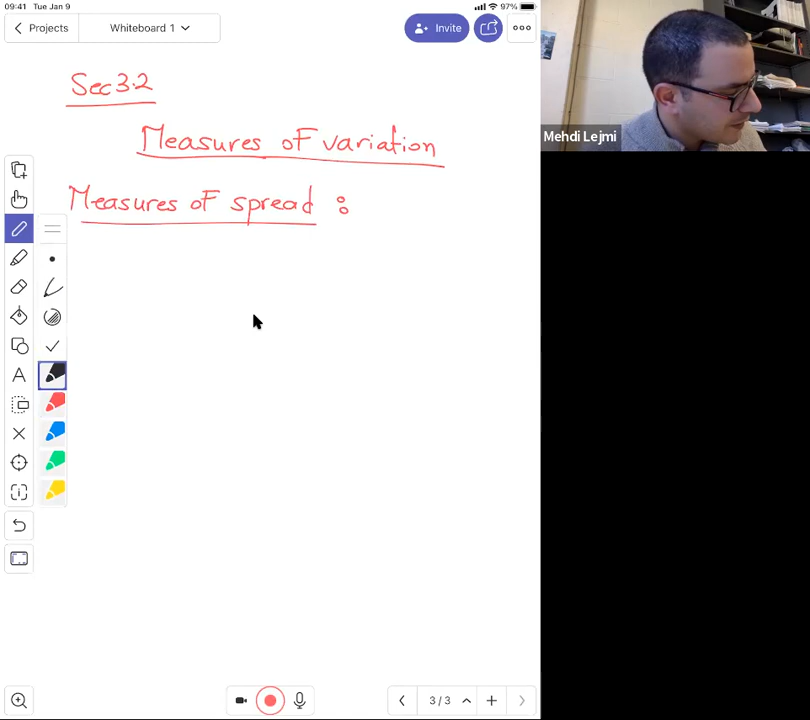 09:41 Tue Jan 9 97%
Projects Whiteboard 1 Invite
Sec 3.2
Measures of variation
Mehdi Lejmi
Measures of spread :
A
3 / 3